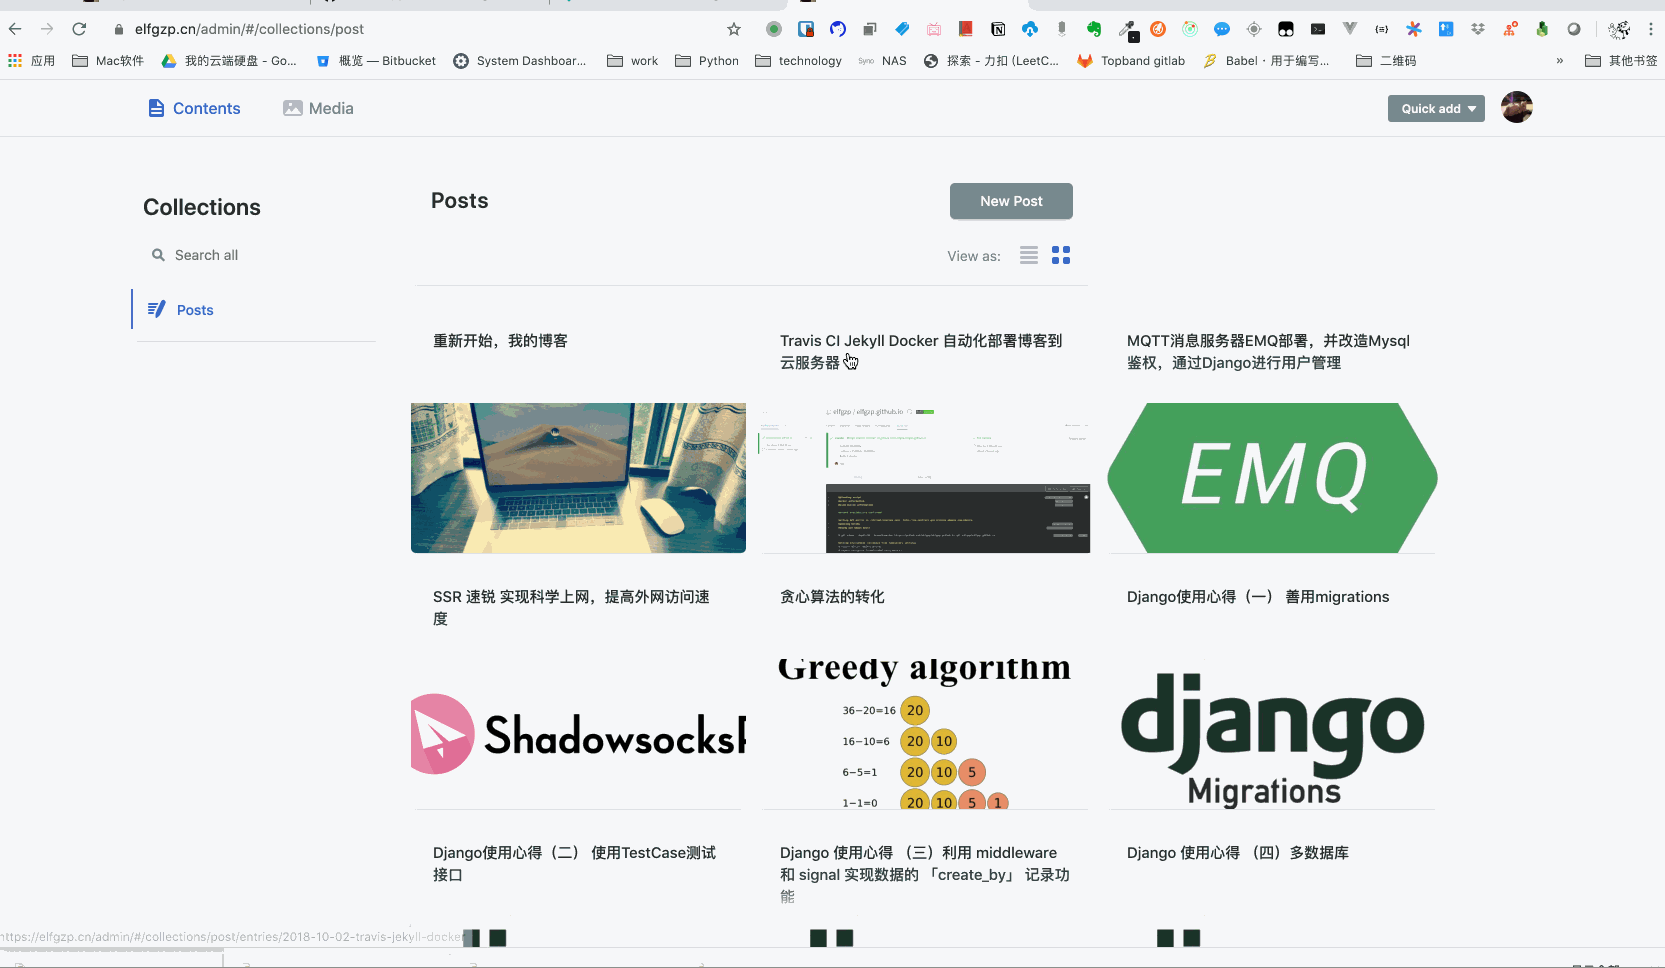 elfgzp.cn/admin/#/collections/post
应用
Mac软件
我的云端硬盘 - Go...
概览 — Bitbucket
System Dashboar...
work
Python
technology
Syno NAS
探索 - 力扣 (LeetC...
Topband gitlab
Babel · 用于编写...
二维码
»
其他书签
Contents
Media
Quick add
Collections
Search all
Posts
Posts
New Post
View as:
重新开始，我的博客
Travis CI Jekyll Docker 自动化部署博客到
云服务器
MQTT消息服务器EMQ部署，并改造Mysql
鉴权，通过Django进行用户管理
elfgzp / elfgzp.github.io
EMQ
SSR 速锐 实现科学上网，提高外网访问速
度
贪心算法的转化
Django使用心得（一） 善用migrations
Shadowsocks
Greedy algorithm
36−20=16 20
16−10=6 20 10
6−5=1 20 10 5
1−1=0 20 10 5 1
django
Migrations
Django使用心得（二） 使用TestCase测试
接口
Django 使用心得 （三）利用 middleware
和 signal 实现数据的 「create_by」 记录功
能
Django 使用心得 （四）多数据库
https://elfgzp.cn/admin/#/collections/post/entries/2018-10-02-travis-jekyll-docker